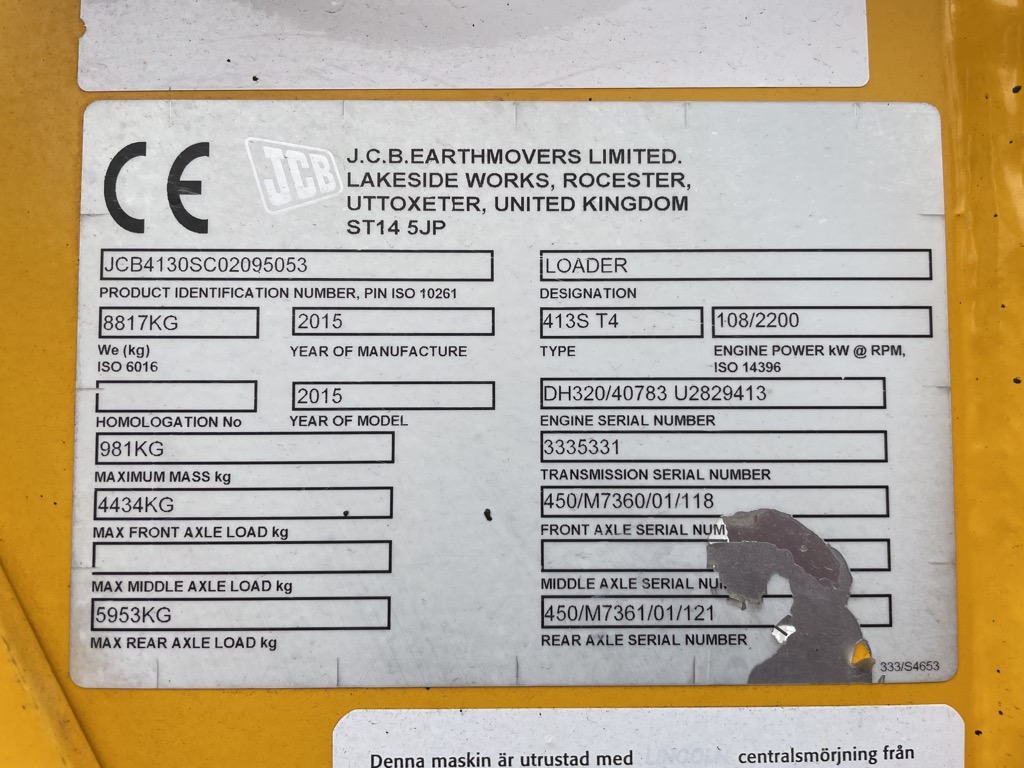 CE
JCB
J.C.B.EARTHMOVERS LIMITED.
LAKESIDE WORKS, ROCESTER,
UTTOXETER, UNITED KINGDOM
ST14 5JP
JCB4130SC02095053
PRODUCT IDENTIFICATION NUMBER, PIN ISO 10261
LOADER
DESIGNATION
8817KG
We (kg)
ISO 6016
2015
YEAR OF MANUFACTURE
413S T4
TYPE
108/2200
ENGINE POWER kW @ RPM,
ISO 14396
HOMOLOGATION No
2015
YEAR OF MODEL
DH320/40783 U2829413
ENGINE SERIAL NUMBER
981KG
MAXIMUM MASS kg
3335331
TRANSMISSION SERIAL NUMBER
4434KG
MAX FRONT AXLE LOAD kg
450/M7360/01/118
FRONT AXLE SERIAL NUM
MAX MIDDLE AXLE LOAD kg
MIDDLE AXLE SERIAL NU
5953KG
MAX REAR AXLE LOAD kg
450/M7361/01/121
REAR AXLE SERIAL NUMBER
333/S4653
Denna maskin är utrustad med LINCOLN centralsmörjning från